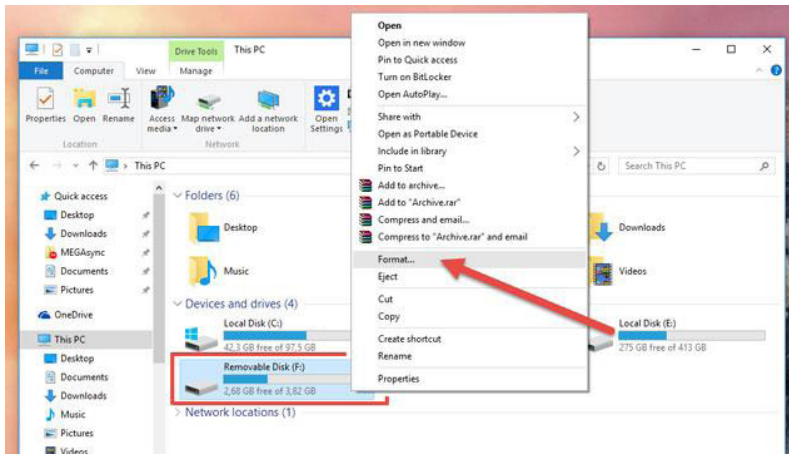 Drive Tools
This PC
File
Computer
View
Manage
Properties
Open
Rename
Access media
Map network drive
Add a network location
Open Settings
Location
Network
This PC
Search This PC
Quick access
Desktop
Downloads
MEGAsync
Documents
Pictures
OneDrive
This PC
Desktop
Documents
Downloads
Music
Pictures
Videos
Folders (6)
Desktop
Music
Downloads
Videos
Devices and drives (4)
Local Disk (C:)
42,3 GB free of 97,5 GB
Removable Disk (F:)
2,68 GB free of 3,82 GB
Local Disk (E:)
275 GB free of 413 GB
Network locations (1)
Open
Open in new window
Pin to Quick access
Turn on BitLocker
Open AutoPlay...
Share with
Open as Portable Device
Include in library
Pin to Start
Add to archive...
Add to "Archive.rar"
Compress and email...
Compress to "Archive.rar" and email
Format...
Eject
Cut
Copy
Create shortcut
Rename
Properties